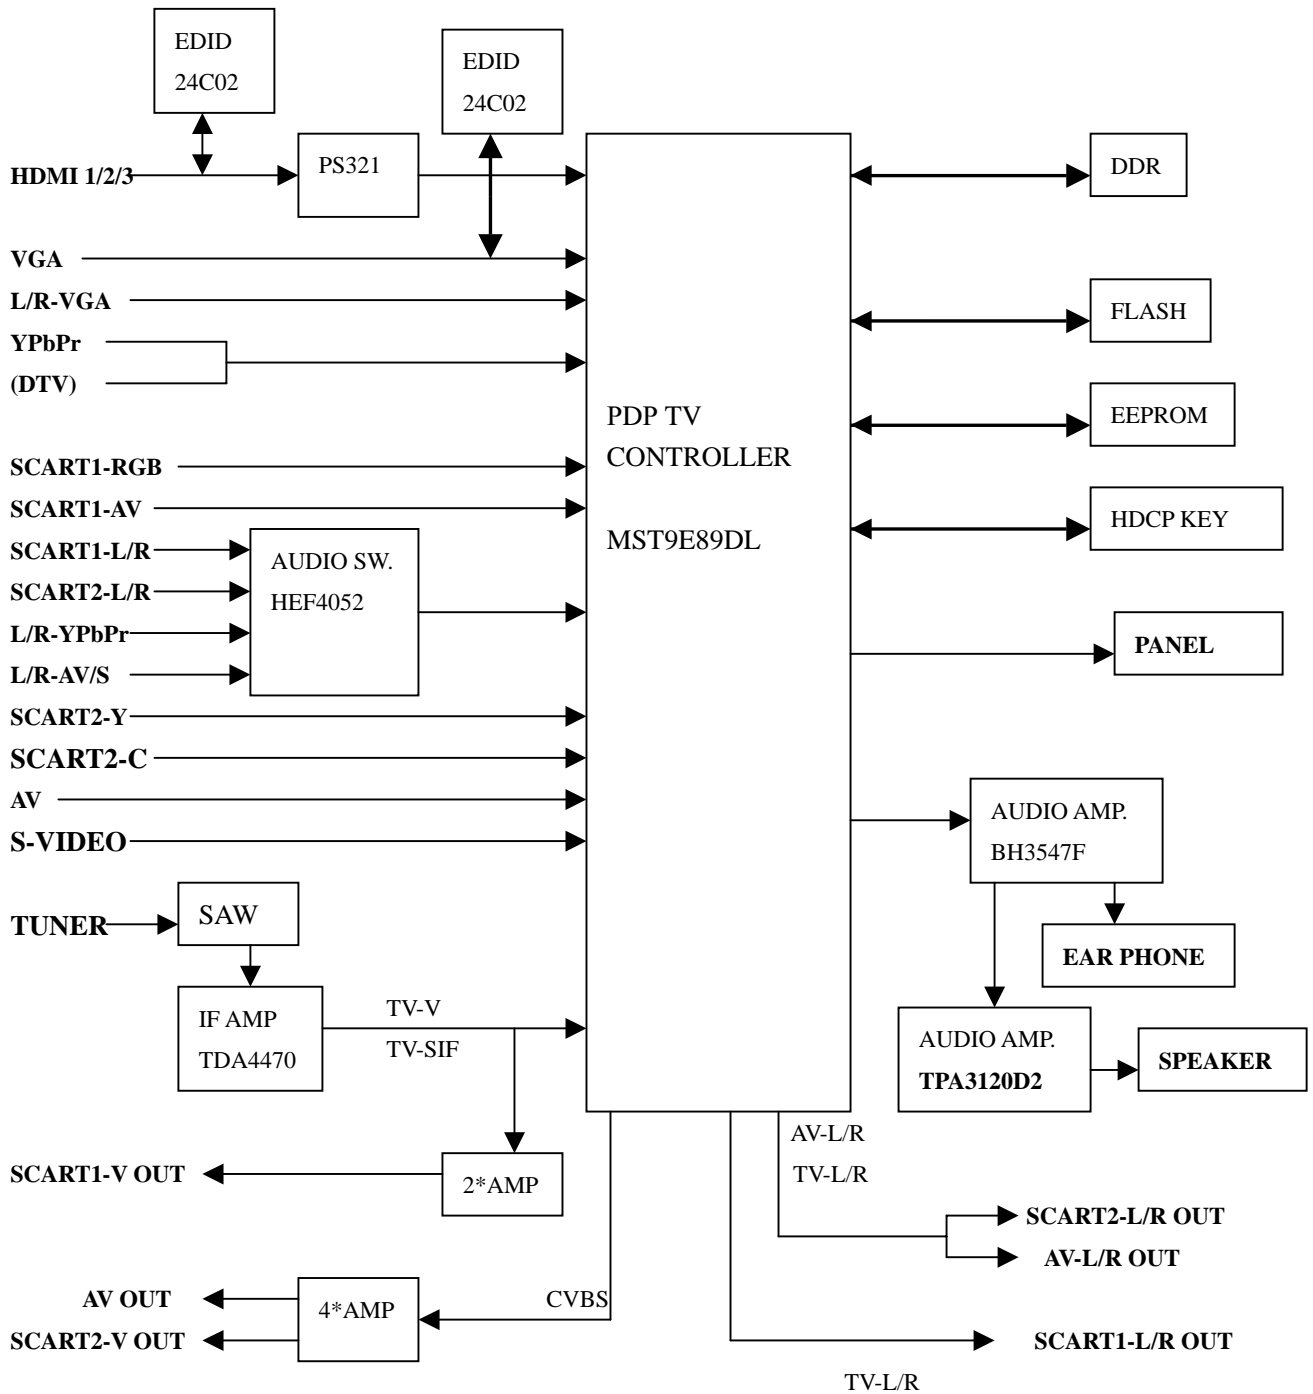 EDID
24C02
EDID
24C02
HDMI 1/2/3
PS321
DDR
VGA
L/R-VGA
FLASH
YPbPr
(DTV)
PDP TV
CONTROLLER
MST9E89DL
EEPROM
SCART1-RGB
SCART1-AV
HDCP KEY
SCART1-L/R
SCART2-L/R
L/R-YPbPr
L/R-AV/S
AUDIO SW.
HEF4052
PANEL
SCART2-Y
SCART2-C
AV
S-VIDEO
AUDIO AMP.
BH3547F
TUNER
SAW
EAR PHONE
IF AMP
TDA4470
TV-V
TV-SIF
AUDIO AMP.
TPA3120D2
SPEAKER
AV-L/R
TV-L/R
SCART1-V OUT
2*AMP
SCART2-L/R OUT
AV-L/R OUT
AV OUT
SCART2-V OUT
4*AMP
CVBS
SCART1-L/R OUT
TV-L/R